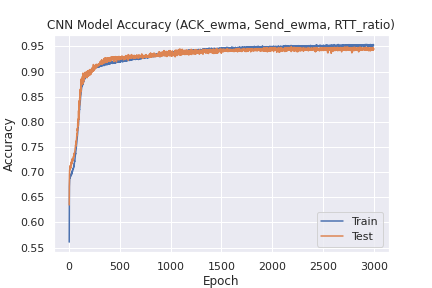 CNN Model Accuracy (ACK_ewma, Send_ewma, RTT_ratio)
0.95
0.90
0.85
0.80
0.75
0.70
0.65
0.60
0.55
Accuracy
Train
Test
0 500 1000 1500 2000 2500 3000
Epoch